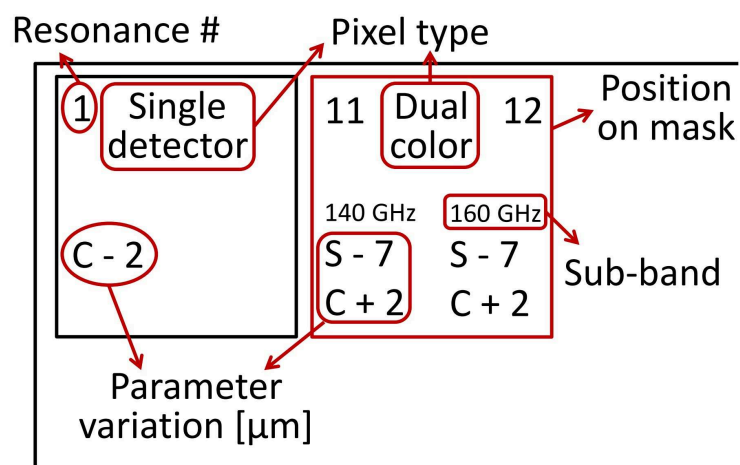 Resonance #
Pixel type
1
Single
detector
11
Dual
color
12
Position
on mask
140 GHz
160 GHz
C - 2
S - 7
C + 2
S - 7
C + 2
Sub-band
Parameter
variation [μm]